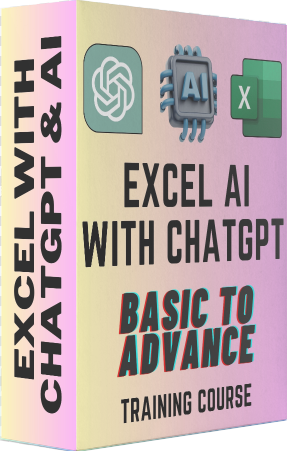 EXCEL WITH
CHATGPT & AI
AI
X
EXCEL AI
WITH CHATGPT
BASIC TO
ADVANCE
TRAINING COURSE